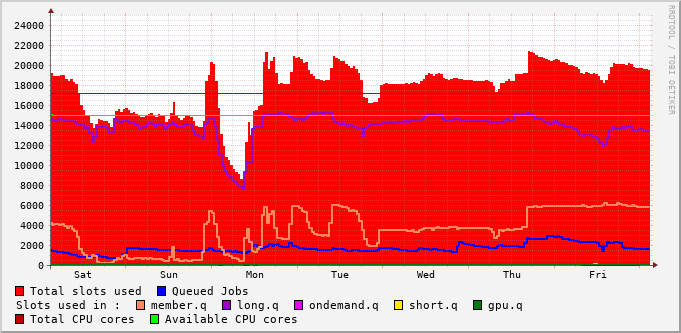 24000
22000
20000
18000
16000
14000
12000
10000
8000
6000
4000
2000
0
Sat Sun Mon Tue Wed Thu Fri
RRDTOOL / TOBI OETIKER
Total slots used Queued Jobs
Slots used in : member.q long.q ondemand.q short.q gpu.q
Total CPU cores Available CPU cores